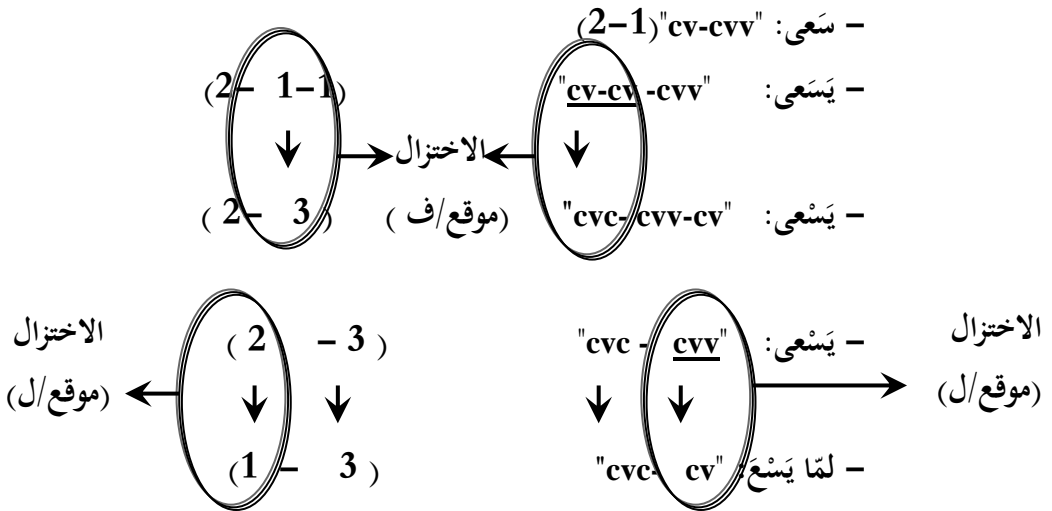 – سَعى: "cv-cvv"(2–1)
– يَسَعى: "cv-cv -cvv" (2– 1–1)
الاختزال
– يَسْعى: "cvc- cvv-cv" (موقع/ف ) ( 2– 3 )
الاختزال – يَسْعى: "cvc - cvv" ( 2 – 3 ) الاختزال
(موقع/ل) (موقع/ل)
– لمّا يَسْعَ: "cvc- cv" (1 – 3 )